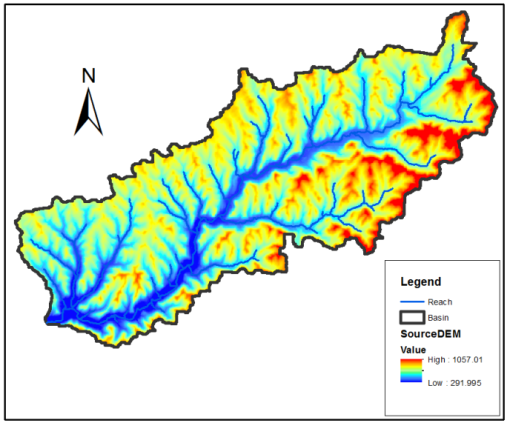 N
Legend
Reach
Basin
SourceDEM
Value
High : 1057.01
Low : 291.995